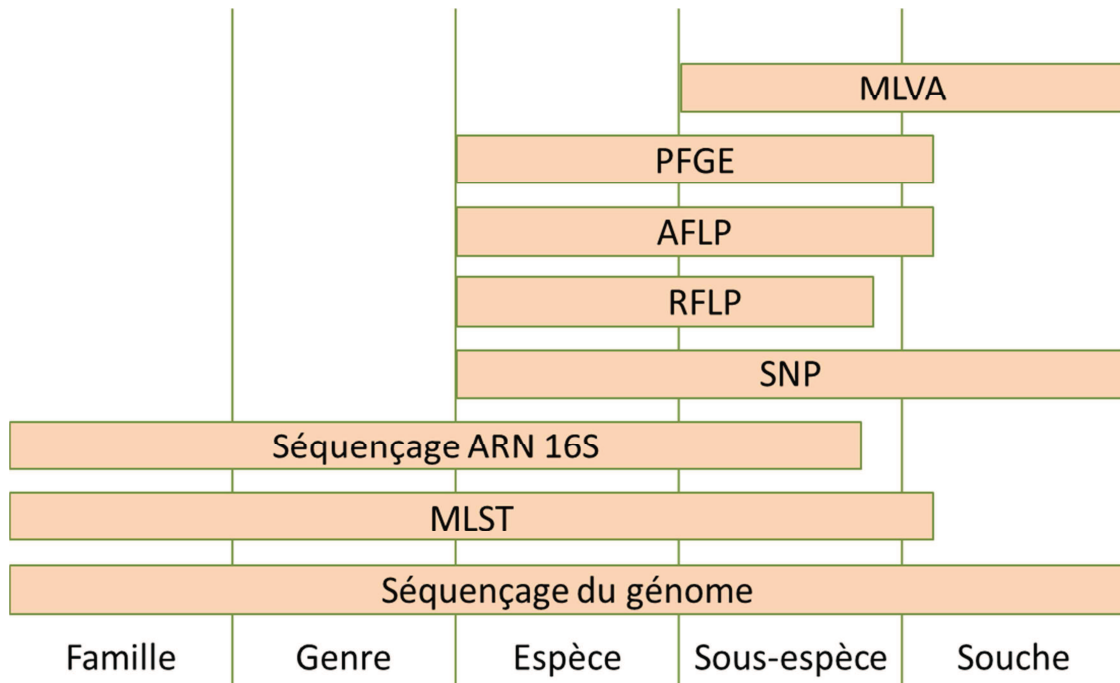 MLVA
PFGE
AFLP
RFLP
SNP
Séquençage ARN 16S
MLST
Séquençage du génome
Famille
Genre
Espèce
Sous-espèce
Souche